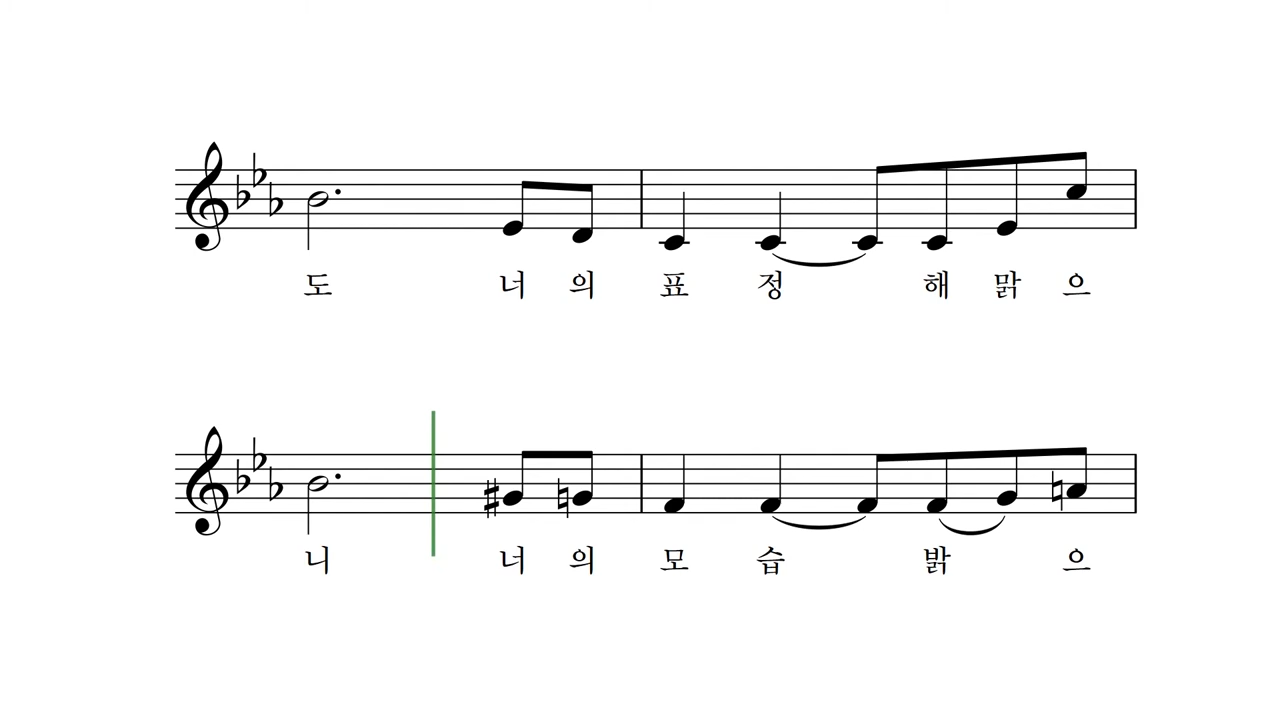 도 너의 표정 해맑으
니 너의 모습 밝으